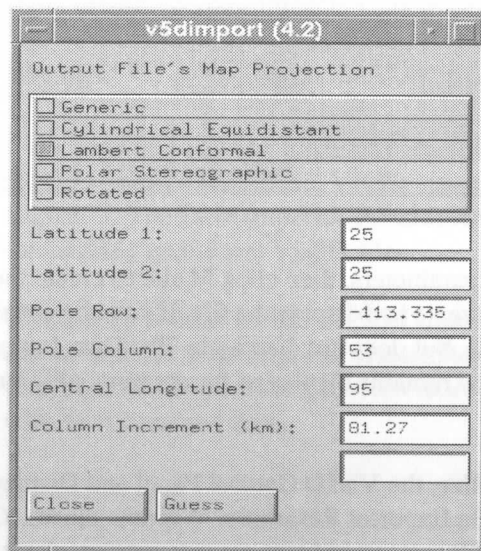 v5dimport (4.2)
Output File's Map Projection
Generic
Cylindrical Equidistant
Lambert Conformal
Polar Stereographic
Rotated
Latitude 1: 25
Latitude 2: 25
Pole Row: -113.335
Pole Column: 53
Central Longitude: 95
Column Increment (km): 81.27
Close Guess